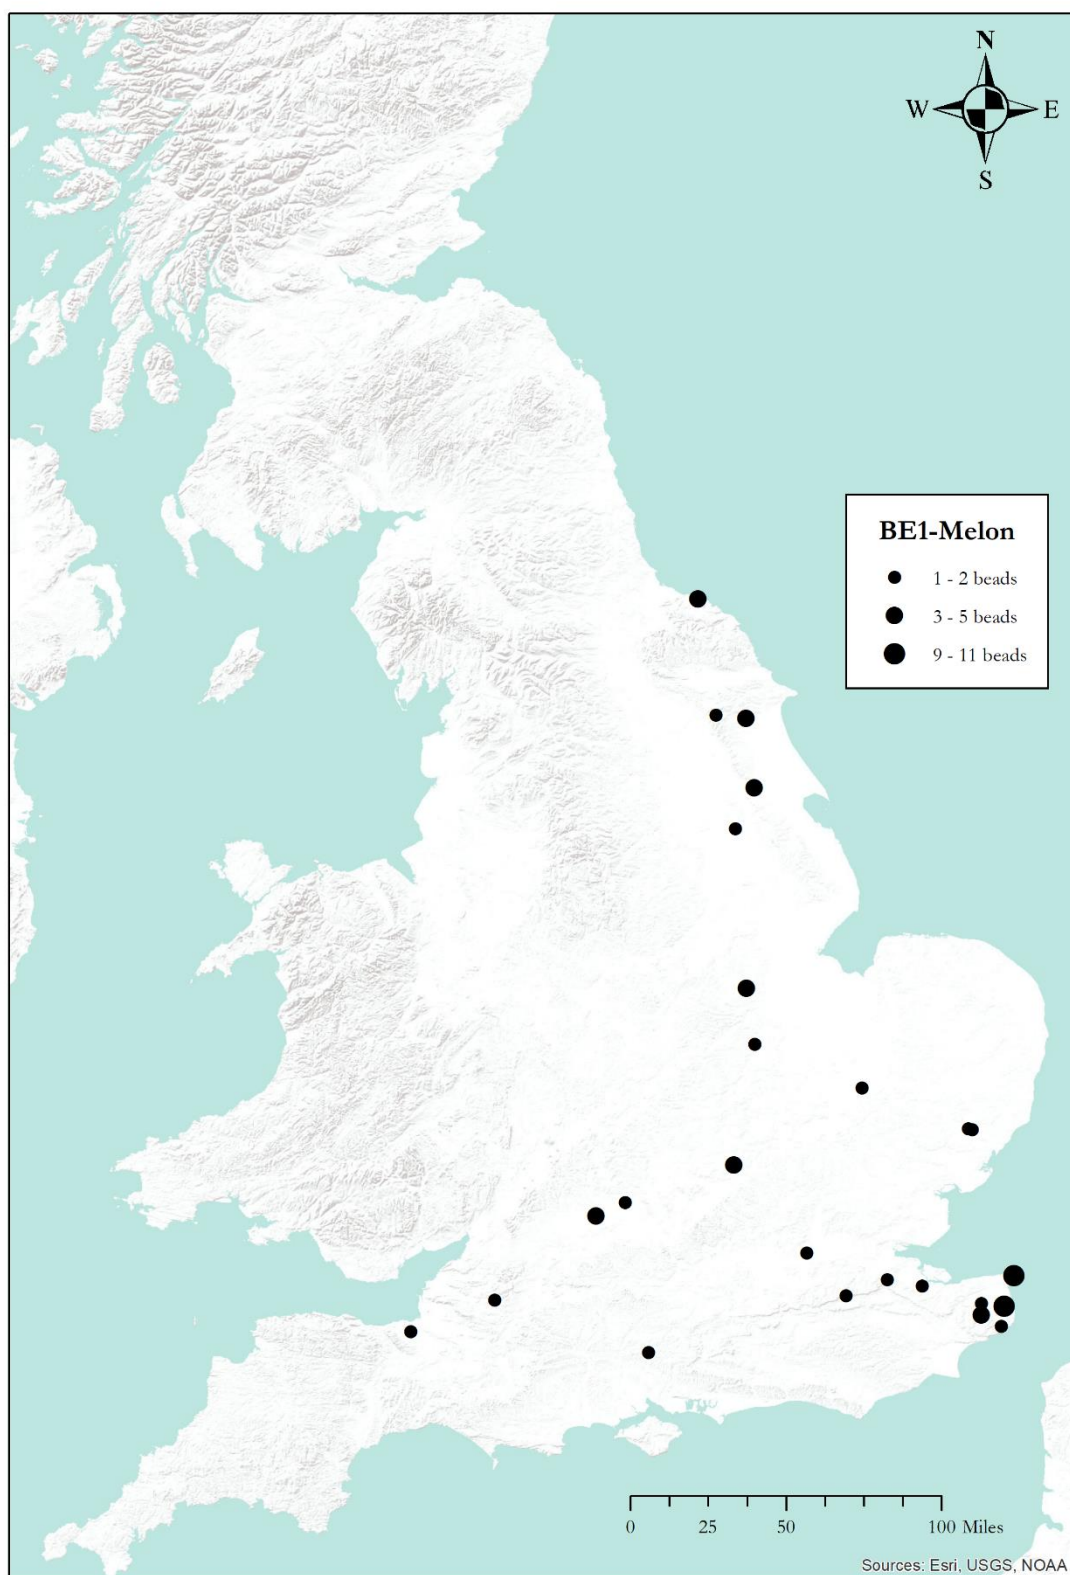 N
W E
S
BE1-Melon
1 - 2 beads
3 - 5 beads
9 - 11 beads
0 25 50 100 Miles
Sources: Esri, USGS, NOAA